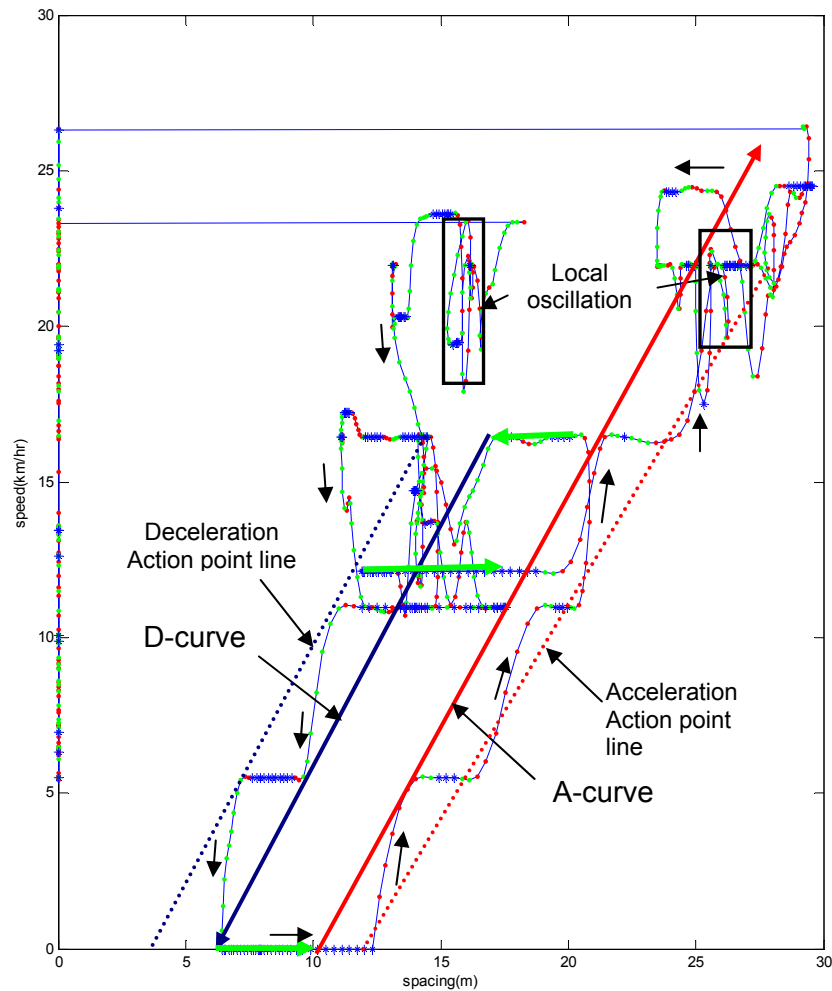 30
25
20
15
10
5
0
speed(km/hr)
0
5
10
15
20
25
30
spacing(m)
Local
oscillation
Deceleration
Action point line
D-curve
Acceleration
Action point
line
A-curve